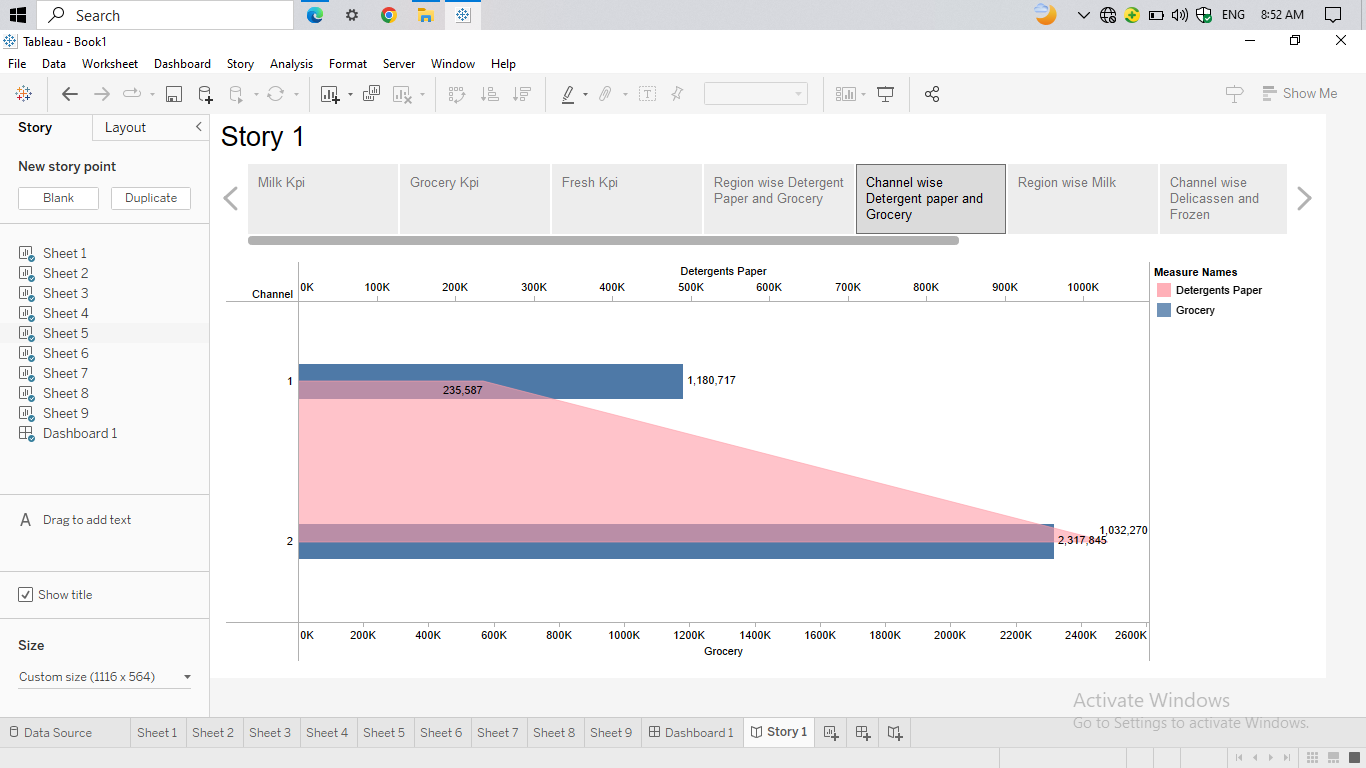 Search
ENG
8:52 AM
Tableau - Book1
File Data Worksheet Dashboard Story Analysis Format Server Window Help
Show Me
Story Layout
New story point
Blank Duplicate
Sheet 1
Sheet 2
Sheet 3
Sheet 4
Sheet 5
Sheet 6
Sheet 7
Sheet 8
Sheet 9
Dashboard 1
A Drag to add text
Show title
Size
Custom size (1116 x 564)
Story 1
Milk Kpi
Grocery Kpi
Fresh Kpi
Region wise Detergent
Paper and Grocery
Channel wise
Detergent paper and
Grocery
Region wise Milk
Channel wise
Delicassen and
Frozen
Detergents Paper
Channel
0K 100K 200K 300K 400K 500K 600K 700K 800K 900K 1000K
1
1,180,717
235,587
2
1,032,270
2,317,845
0K 200K 400K 600K 800K 1000K 1200K 1400K 1600K 1800K 2000K 2200K 2400K 2600K
Grocery
Measure Names
Detergents Paper
Grocery
Activate Windows
Go to Settings to activate Windows.
Data Source Sheet 1 Sheet 2 Sheet 3 Sheet 4 Sheet 5 Sheet 6 Sheet 7 Sheet 8 Sheet 9 Dashboard 1 Story 1